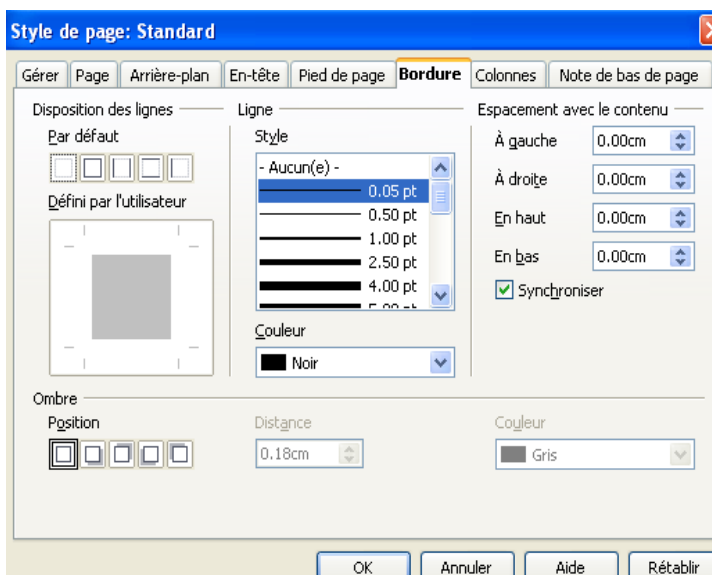 Style de page: Standard
Gérer Page Arrière-plan En-tête Pied de page Bordure Colonnes Note de bas de page
Disposition des lignes
Par défaut
Défini par l'utilisateur
Ligne
Style
- Aucun(e) -
0.05 pt
0.50 pt
1.00 pt
2.50 pt
4.00 pt
Couleur
Noir
Espacement avec le contenu
À gauche 0.00cm
À droite 0.00cm
En haut 0.00cm
En bas 0.00cm
Synchroniser
Ombre
Position
Distance
0.18cm
Couleur
Gris
OK Annuler Aide Rétablir